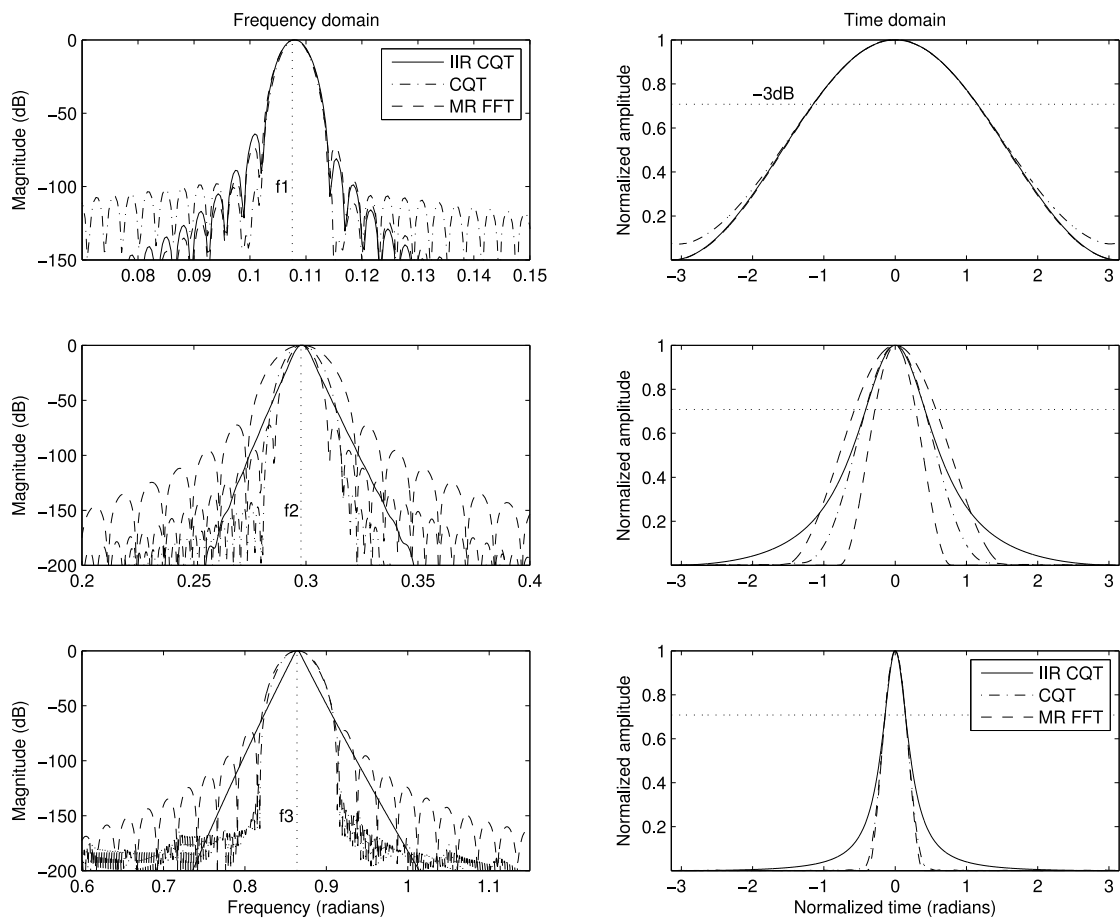 Frequency domain
Magnitude (dB)
0
−50
−100
−150
0.08 0.09 0.1 0.11 0.12 0.13 0.14 0.15
IIR CQT
CQT
MR FFT
f1
Time domain
Normalized amplitude
1
0.8
0.6
0.4
0.2
−3dB
−3 −2 −1 0 1 2 3
Magnitude (dB)
0
−50
−100
−150
−200
0.2 0.25 0.3 0.35 0.4
f2
Normalized amplitude
1
0.8
0.6
0.4
0.2
−3 −2 −1 0 1 2 3
Magnitude (dB)
0
−50
−100
−150
−200
0.6 0.7 0.8 0.9 1 1.1
f3
Frequency (radians)
Normalized amplitude
1
0.8
0.6
0.4
0.2
IIR CQT
CQT
MR FFT
−3 −2 −1 0 1 2 3
Normalized time (radians)